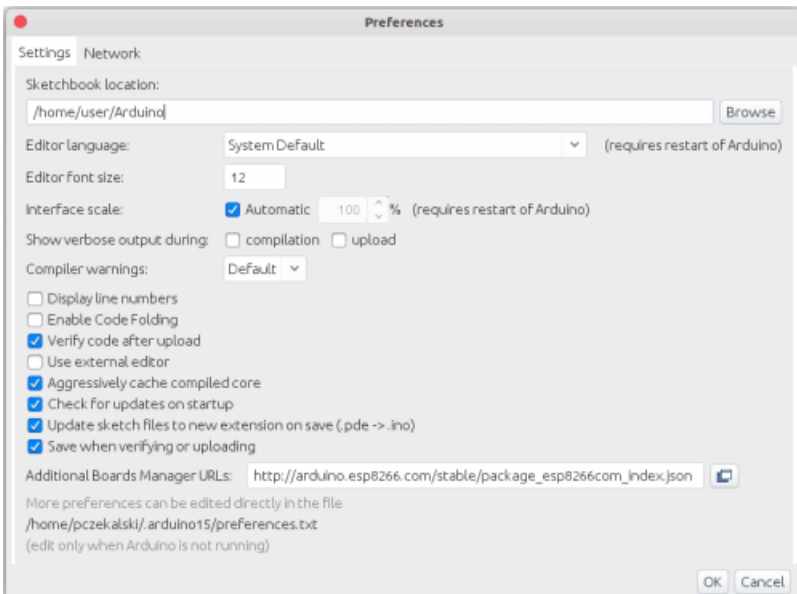 Preferences
Settings Network
Sketchbook location:
/home/user/Arduino Browse
Editor language: System Default (requires restart of Arduino)
Editor font size: 12
Interface scale: Automatic 100 % (requires restart of Arduino)
Show verbose output during: compilation upload
Compiler warnings: Default
Display line numbers
Enable Code Folding
Verify code after upload
Use external editor
Aggressively cache compiled core
Check for updates on startup
Update sketch files to new extension on save (.pde -> .ino)
Save when verifying or uploading
Additional Boards Manager URLs: http://arduino.esp8266.com/stable/package_esp8266com_index.json
More preferences can be edited directly in the file
/home/pczekalski/.arduino15/preferences.txt
(edit only when Arduino is not running)
OK Cancel